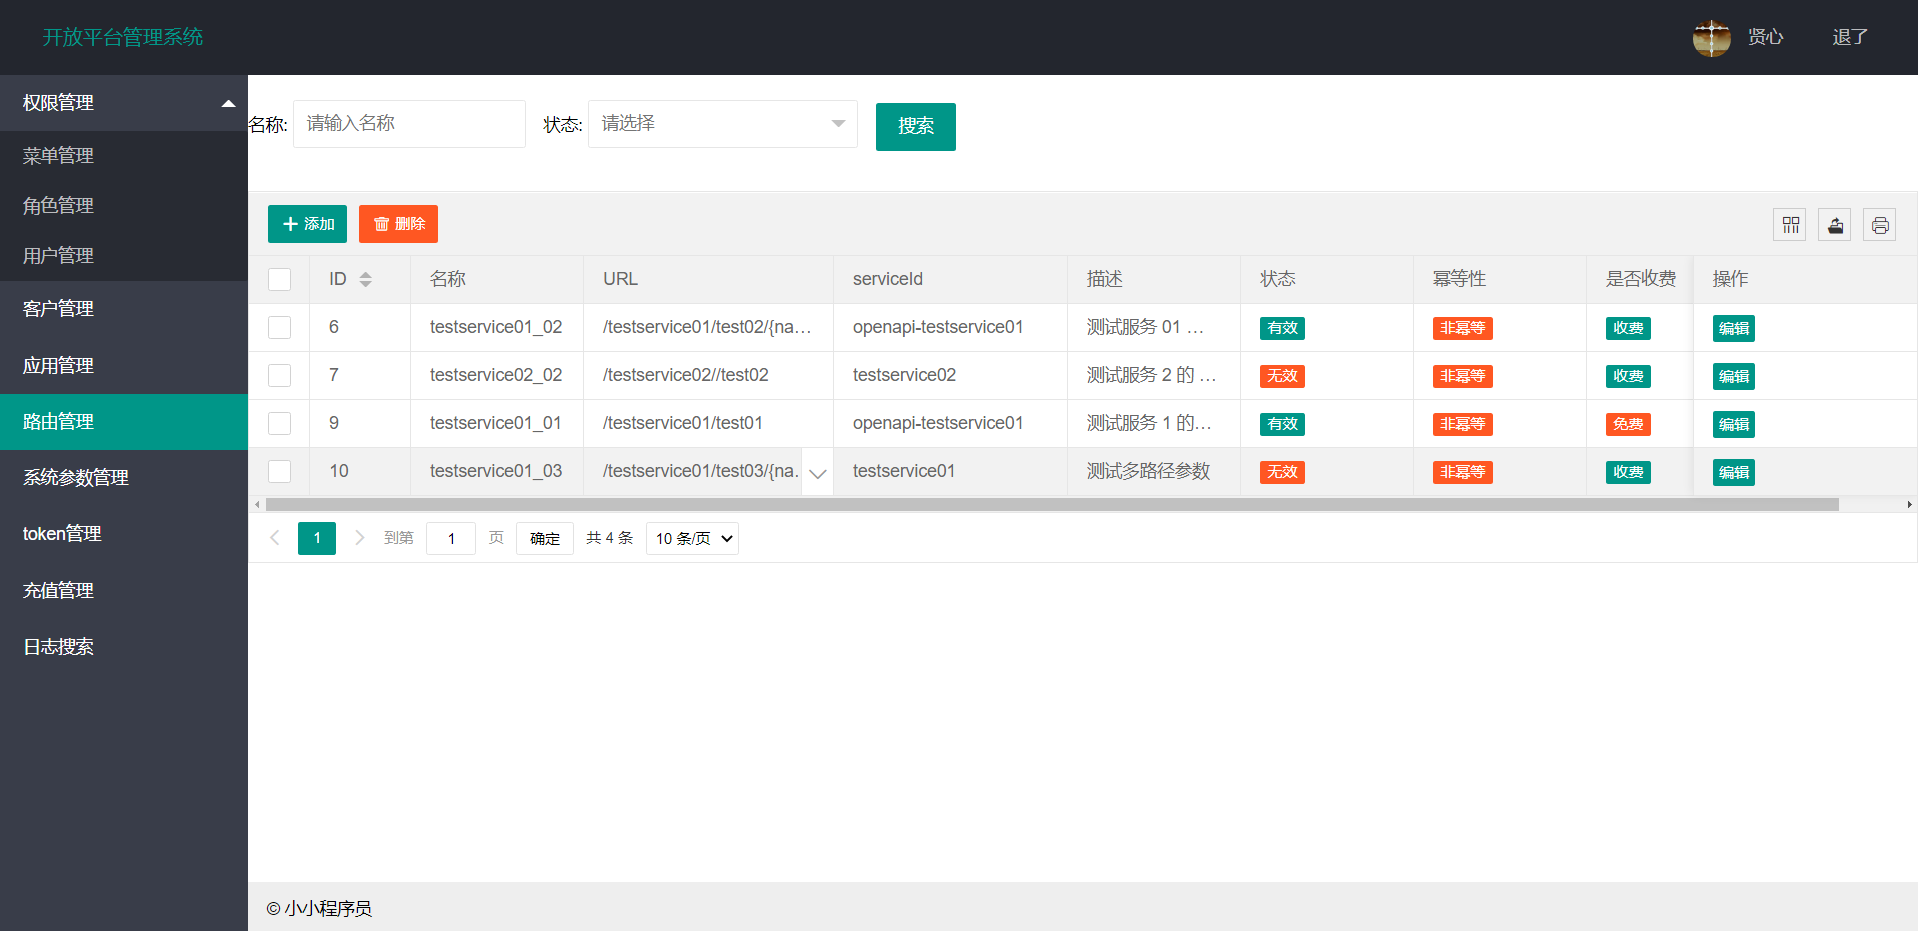 开放平台管理系统
贤心
退了
权限管理
菜单管理
角色管理
用户管理
客户管理
应用管理
路由管理
系统参数管理
token管理
充值管理
日志搜索
名称: 请输入名称 状态: 请选择 搜索
添加 删除
ID 名称 URL serviceId 描述 状态 幂等性 是否收费 操作
6 testservice01_02 /testservice01/test02/{na... openapi-testservice01 测试服务 01 ... 有效 非幂等 收费 编辑
7 testservice02_02 /testservice02//test02 testservice02 测试服务 2 的 ... 无效 非幂等 收费 编辑
9 testservice01_01 /testservice01/test01 openapi-testservice01 测试服务 1 的... 有效 非幂等 免费 编辑
10 testservice01_03 /testservice01/test03/{na. testservice01 测试多路径参数 无效 非幂等 收费 编辑
1 到第 1 页 确定 共 4 条 10 条/页
© 小小程序员